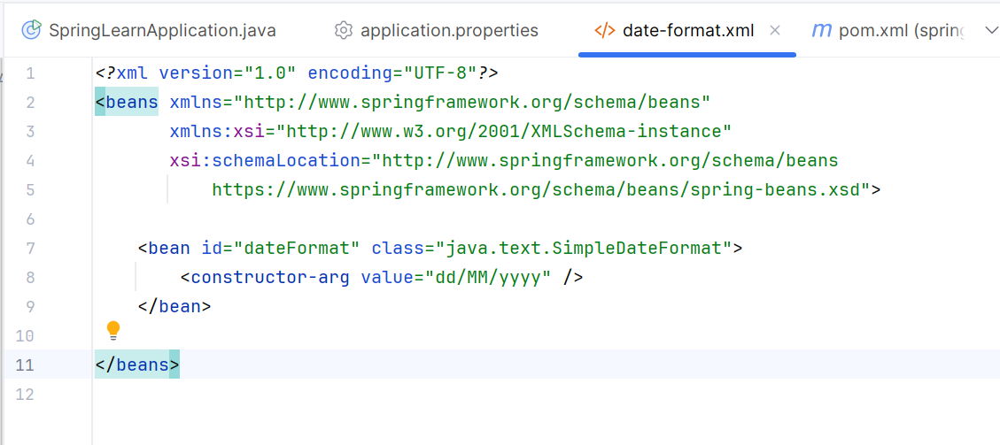 SpringLearnApplication.java application.properties date-format.xml pom.xml (spring
1 <?xml version="1.0" encoding="UTF-8"?>
2 <beans xmlns="http://www.springframework.org/schema/beans"
3 xmlns:xsi="http://www.w3.org/2001/XMLSchema-instance"
4 xsi:schemaLocation="http://www.springframework.org/schema/beans
5 https://www.springframework.org/schema/beans/spring-beans.xsd">
6
7 <bean id="dateFormat" class="java.text.SimpleDateFormat">
8 <constructor-arg value="dd/MM/yyyy" />
9 </bean>
10
11 </beans>
12